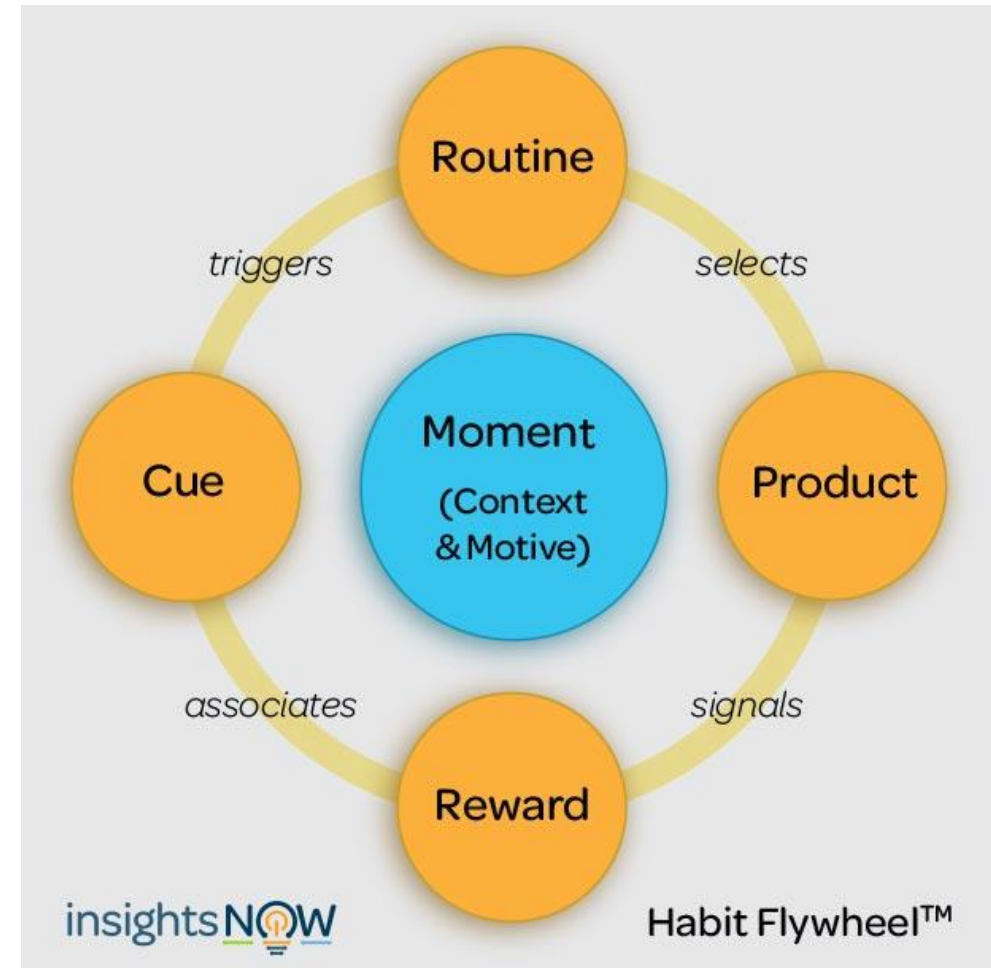 Routine
triggers
selects
Moment
(Context
& Motive)
Cue
Product
associates
signals
Reward
insightsNOW
Habit Flywheel™